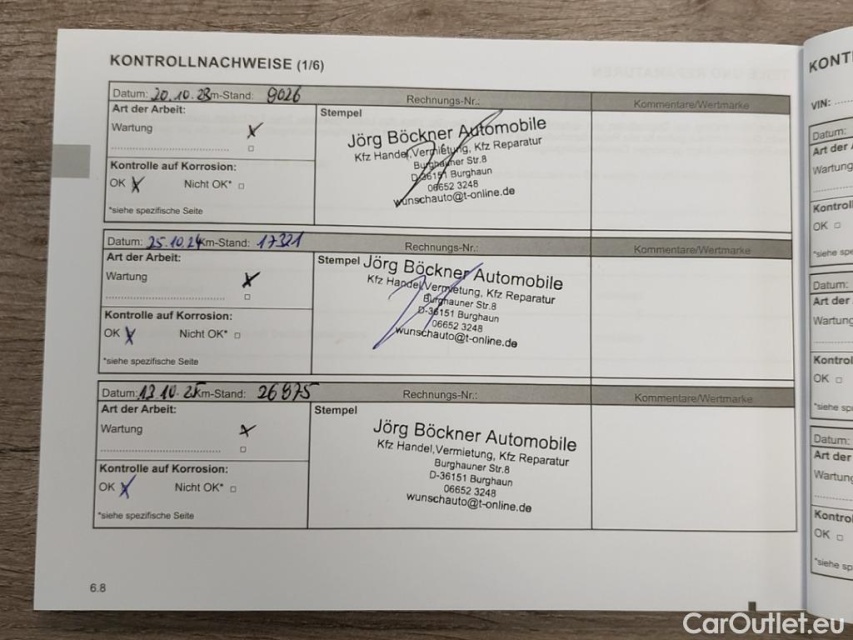 KONTROLLNACHWEISE (1/6)
Datum: 20.10.23 Km-Stand: 9026 Rechnungs-Nr.: Kommentare/Wertmarke
Art der Arbeit: Stempel
Wartung X
Jörg Böckner Automobile
Kfz Handel,Vermietung, Kfz Reparatur
Burghauner Str.8
D-36151 Burghaun
06652 3248
wunschauto@t-online.de
Kontrolle auf Korrosion:
OK X Nicht OK*
*siehe spezifische Seite
Datum: 25.10.24 Km-Stand: 17321 Rechnungs-Nr.: Kommentare/Wertmarke
Art der Arbeit: Stempel
Wartung X
Jörg Böckner Automobile
Kfz Handel,Vermietung, Kfz Reparatur
Burghauner Str.8
D-36151 Burghaun
06652 3248
wunschauto@t-online.de
Kontrolle auf Korrosion:
OK X Nicht OK*
*siehe spezifische Seite
Datum: 13 10. 25 Km-Stand: 26975 Rechnungs-Nr.: Kommentare/Wertmarke
Art der Arbeit: Stempel
Wartung X
Jörg Böckner Automobile
Kfz Handel,Vermietung, Kfz Reparatur
Burghauner Str.8
D-36151 Burghaun
06652 3248
wunschauto@t-online.de
Kontrolle auf Korrosion:
OK X Nicht OK*
*siehe spezifische Seite
6.8
KONT
VIN:
Datum:
Art der
Wartung
Kontroll
OK
*siehe spe
Datum:
Art der
Wartung
Kontrol
OK
*siehe sp
Datum:
Art der
Wartung
Kontro
OK
*siehe sp
CarOutlet.eu